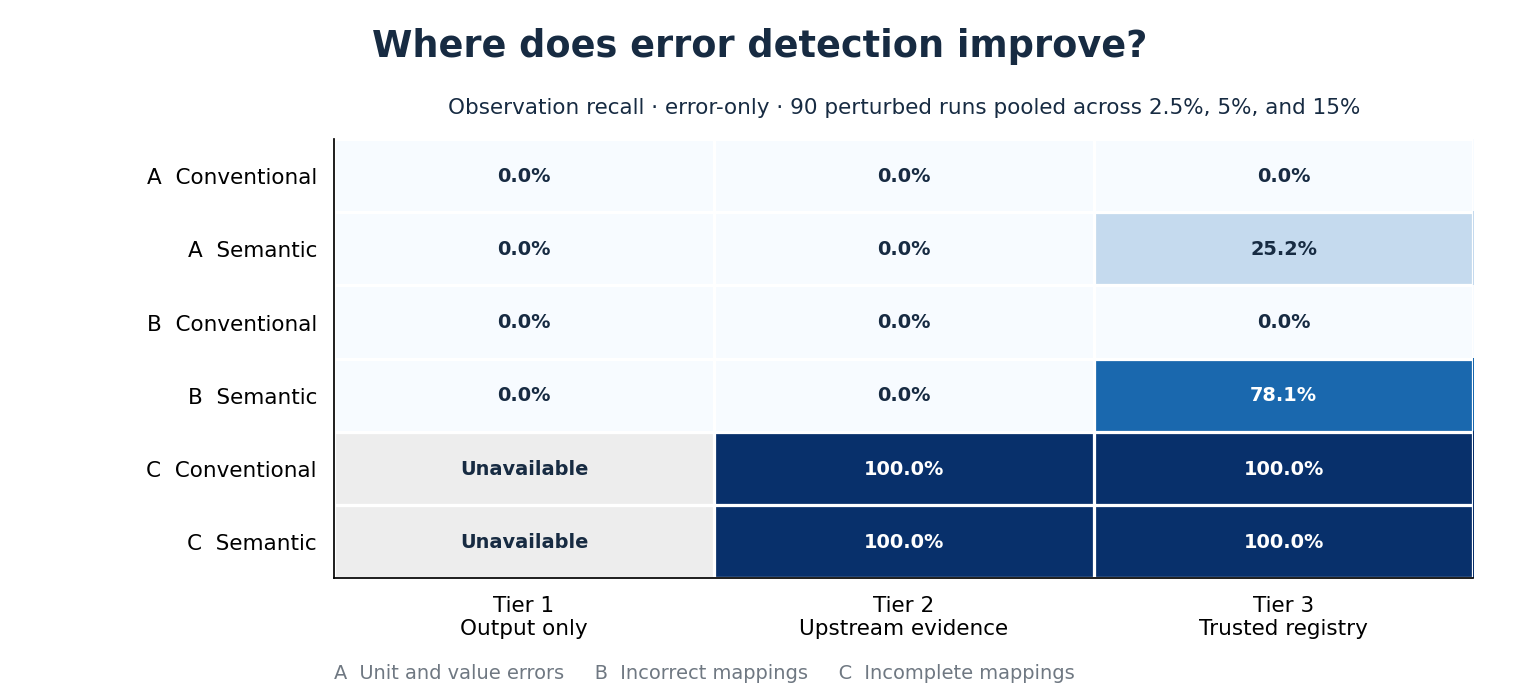 Where does error detection improve?
Observation recall · error-only · 90 perturbed runs pooled across 2.5%, 5%, and 15%
A Conventional 0.0% 0.0% 0.0%
A Semantic 0.0% 0.0% 25.2%
B Conventional 0.0% 0.0% 0.0%
B Semantic 0.0% 0.0% 78.1%
C Conventional Unavailable 100.0% 100.0%
C Semantic Unavailable 100.0% 100.0%
Tier 1 Tier 2 Tier 3
Output only Upstream evidence Trusted registry
A Unit and value errors B Incorrect mappings C Incomplete mappings